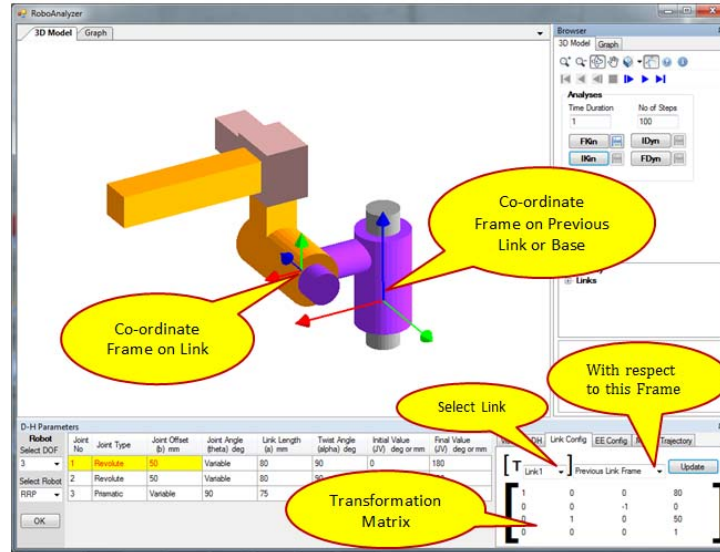 RoboAnalyzer
3D Model
Graph
Browser
3D Model
Graph
Analyses
Time Duration
No of Steps
1
100
FKin
IDyn
IKin
FDyn
Links
Co-ordinate
Frame on Previous
Link or Base
Co-ordinate
Frame on Link
With respect
to this Frame
Select Link
Transformation
Matrix
D-H Parameters
Robot
Select DOF
3
Select Robot
RRP
OK
Joint No Joint Type Joint Offset (b) mm Joint Angle (theta) deg Link Length (a) mm Twist Angle (alpha) deg Initial Value (JV) deg or mm Final Value (JV) deg or mm
1 Revolute 50 Variable 80 90 0 180
2 Revolute 50 Variable 80 90
3 Prismatic Variable 90 75
DH Link Config EE Config Trajectory
T Link1 Previous Link Frame Update
1 0 0 80
0 0 -1 0
0 1 0 50
0 0 0 1